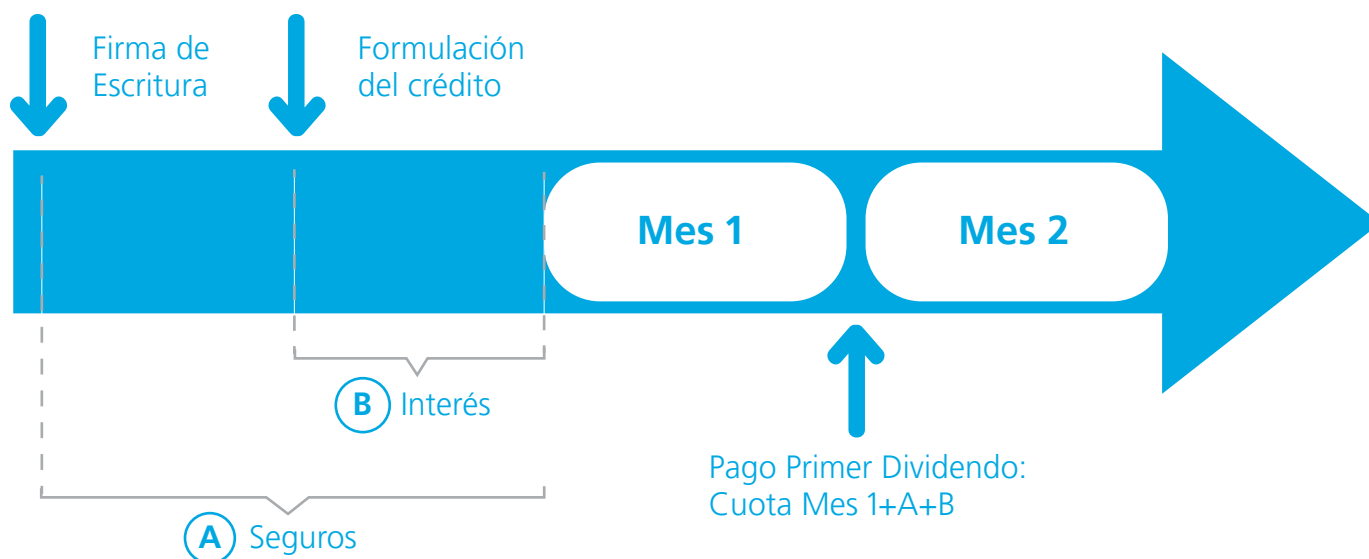 Firma de
Escritura
Formulación
del crédito
Mes 1
Mes 2
B Interés
Pago Primer Dividendo:
Cuota Mes 1+A+B
A Seguros